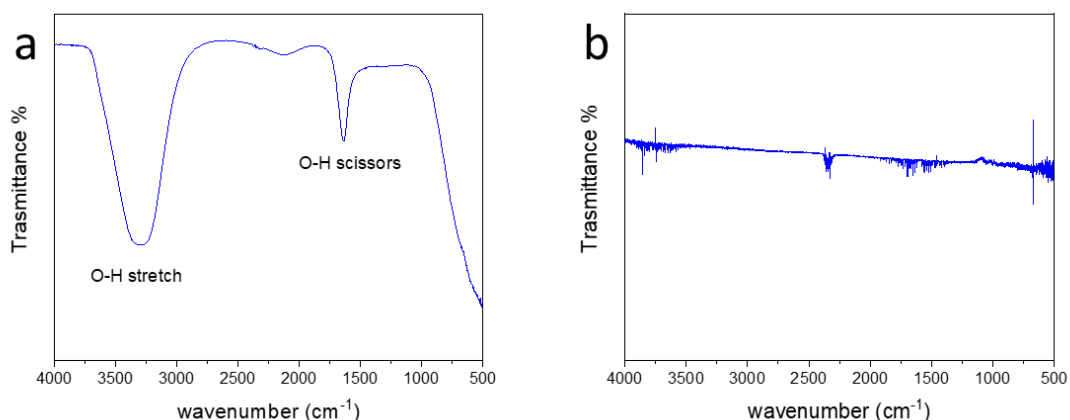 a
Trasmittance %
O-H stretch
O-H scissors
4000 3500 3000 2500 2000 1500 1000 500
wavenumber (cm-1)
b
Trasmittance %
4000 3500 3000 2500 2000 1500 1000 500
wavenumber (cm-1)